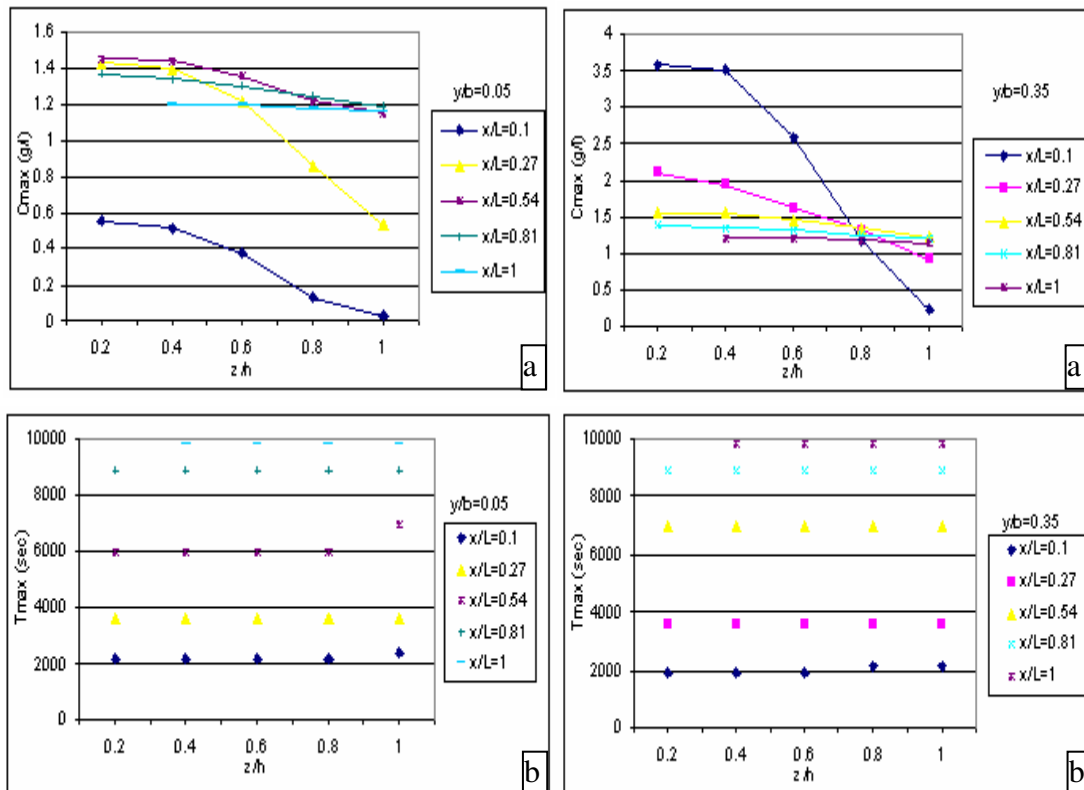 1.6
1.4
1.2
1
0.8
0.6
0.4
0.2
0
Cmax (g/l)
0.2 0.4 0.6 0.8 1
z/h
y/b=0.05
x/L=0.1
x/L=0.27
x/L=0.54
x/L=0.81
x/L=1
a
4
3.5
3
2.5
2
1.5
1
0.5
0
Cmax (g/l)
0.2 0.4 0.6 0.8 1
z/h
y/b=0.35
x/L=0.1
x/L=0.27
x/L=0.54
x/L=0.81
x/L=1
a
10000
8000
6000
4000
2000
0
Tmax (sec)
0.2 0.4 0.6 0.8 1
z/h
y/b=0.05
x/L=0.1
x/L=0.27
x/L=0.54
x/L=0.81
x/L=1
b
10000
8000
6000
4000
2000
0
Tmax (sec)
0.2 0.4 0.6 0.8 1
z/h
y/b=0.35
x/L=0.1
x/L=0.27
x/L=0.54
x/L=0.81
x/L=1
b